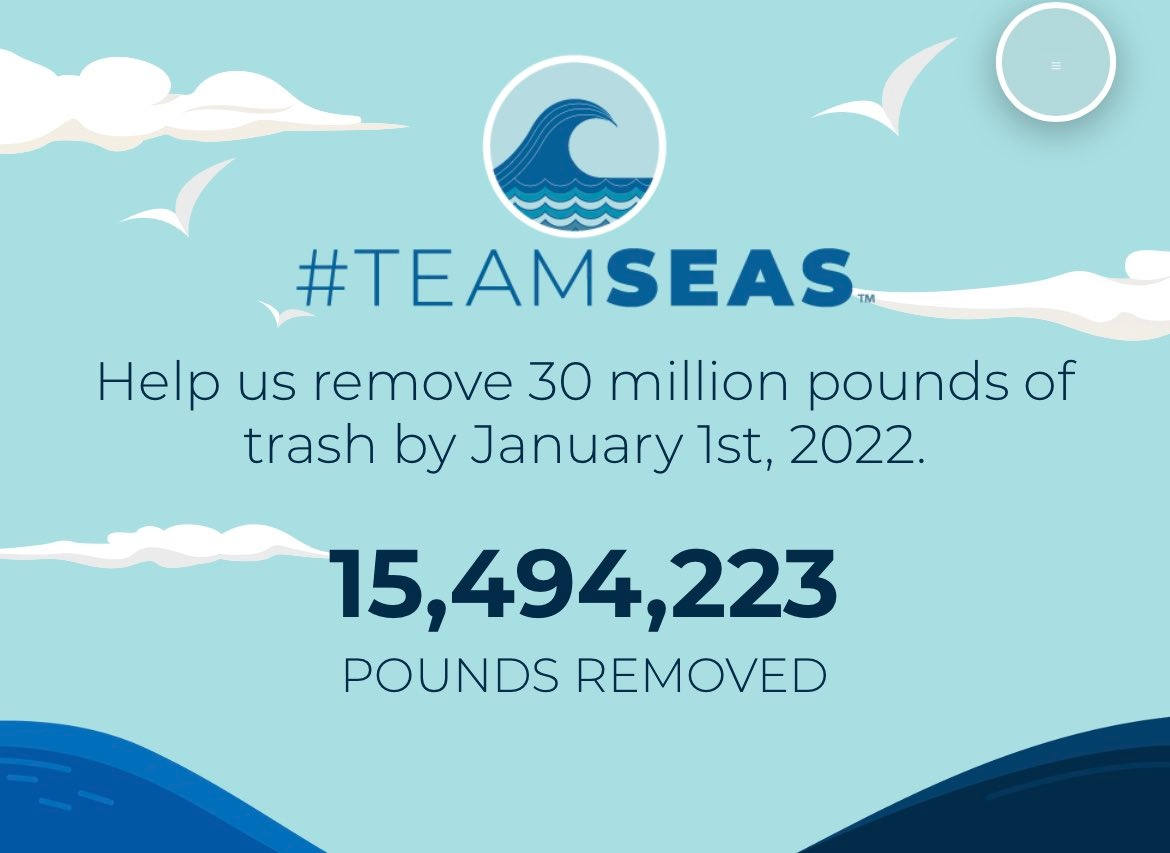 #TEAMSEAS™
Help us remove 30 million pounds of
trash by January 1st, 2022.
15,494,223
POUNDS REMOVED